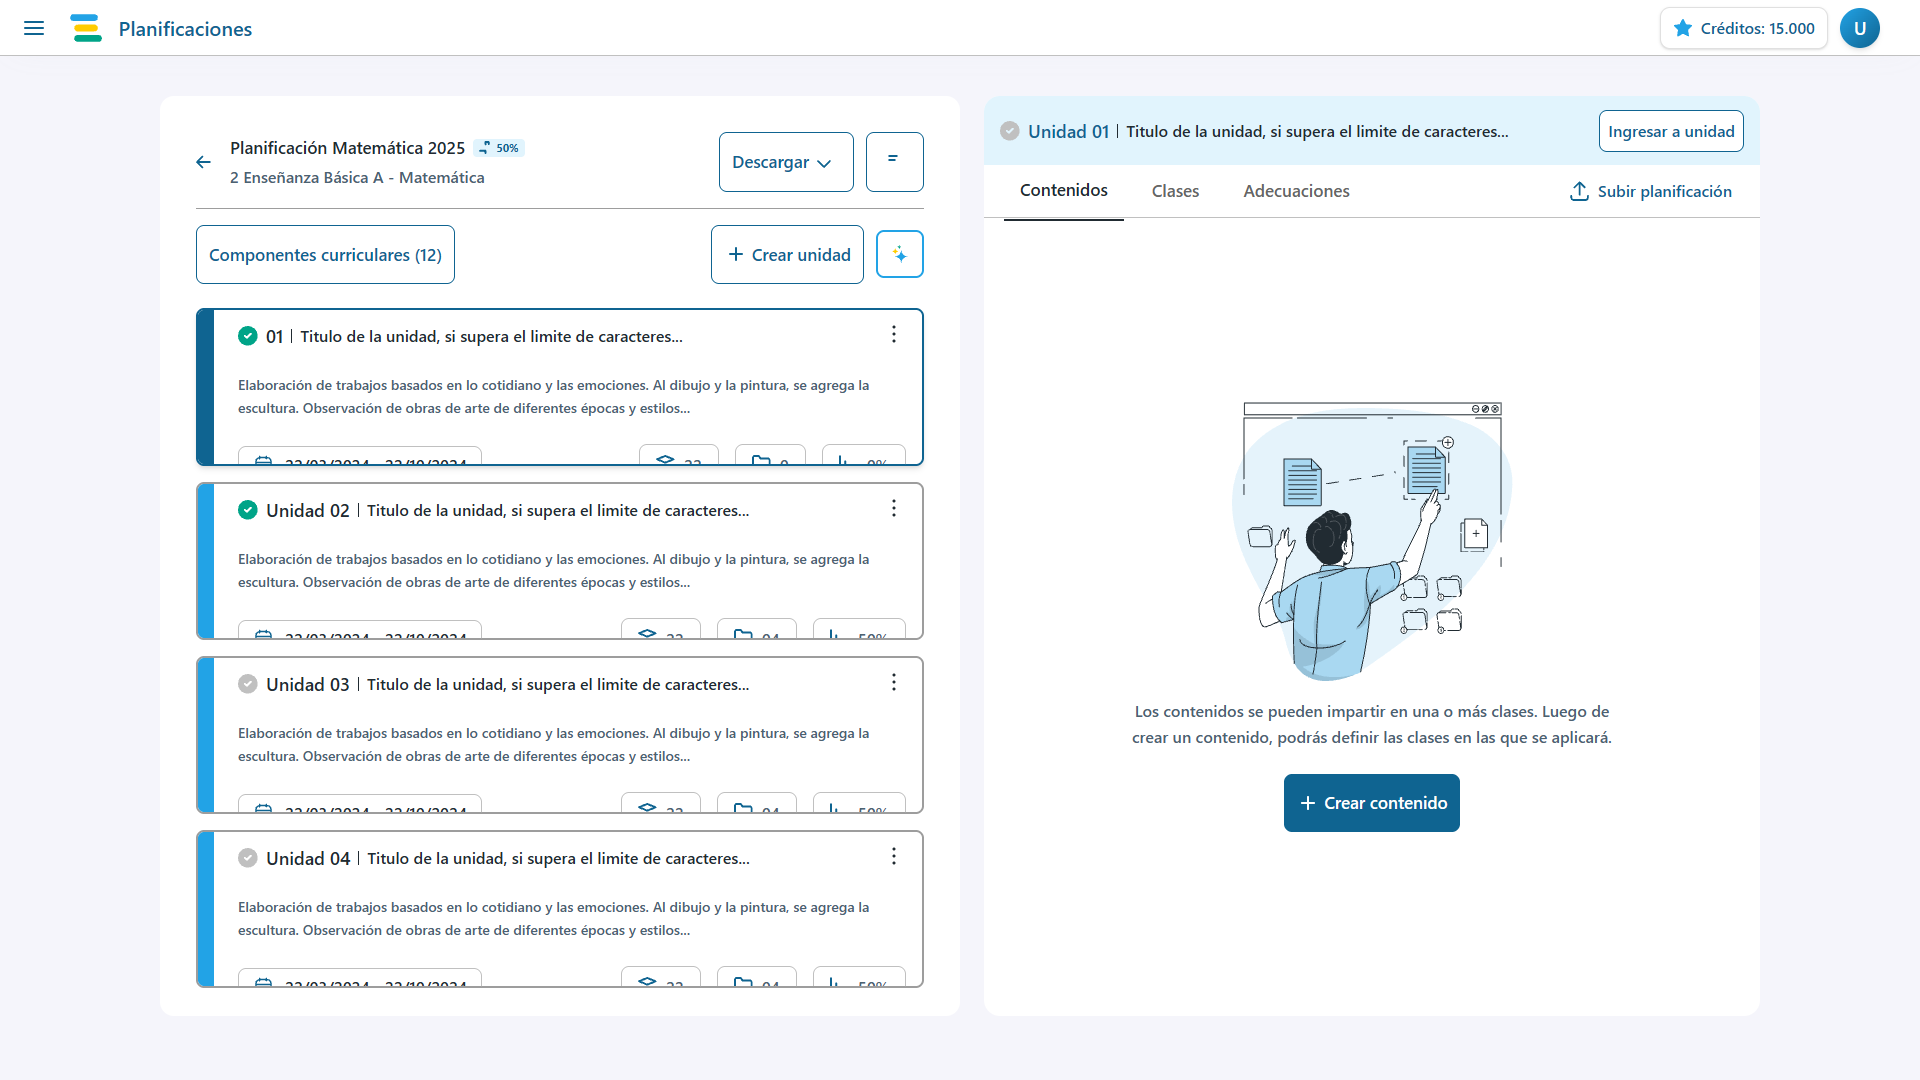 Planificaciones
Créditos: 15.000
U
Planificación Matemática 2025
50%
2 Enseñanza Básica A - Matemática
Descargar
Componentes curriculares (12)
Crear unidad
01 | Titulo de la unidad, si supera el limite de caracteres...
Elaboración de trabajos basados en lo cotidiano y las emociones. Al dibujo y la pintura, se agrega la
escultura. Observación de obras de arte de diferentes épocas y estilos...
Unidad 02 | Titulo de la unidad, si supera el limite de caracteres...
Elaboración de trabajos basados en lo cotidiano y las emociones. Al dibujo y la pintura, se agrega la
escultura. Observación de obras de arte de diferentes épocas y estilos...
Unidad 03 | Titulo de la unidad, si supera el limite de caracteres...
Elaboración de trabajos basados en lo cotidiano y las emociones. Al dibujo y la pintura, se agrega la
escultura. Observación de obras de arte de diferentes épocas y estilos...
Unidad 04 | Titulo de la unidad, si supera el limite de caracteres...
Elaboración de trabajos basados en lo cotidiano y las emociones. Al dibujo y la pintura, se agrega la
escultura. Observación de obras de arte de diferentes épocas y estilos...
Unidad 01 | Titulo de la unidad, si supera el limite de caracteres...
Ingresar a unidad
Contenidos
Clases
Adecuaciones
Subir planificación
Los contenidos se pueden impartir en una o más clases. Luego de
crear un contenido, podrás definir las clases en las que se aplicará.
Crear contenido